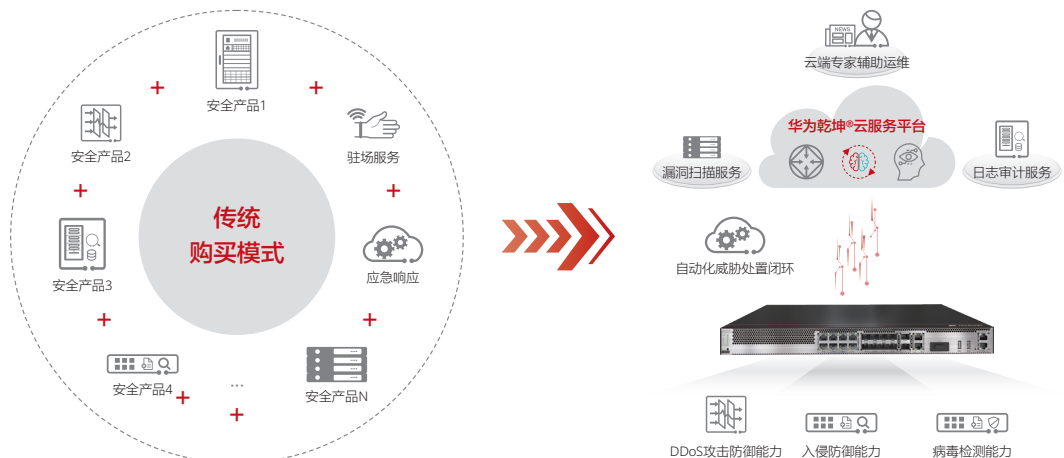 安全产品1
安全产品2
驻场服务
传统
购买模式
安全产品3
应急响应
安全产品4
...
安全产品N
NEWS
云端专家辅助运维
华为乾坤®云服务平台
漏洞扫描服务
日志审计服务
自动化威胁处置闭环
DDoS攻击防御能力
入侵防御能力
病毒检测能力